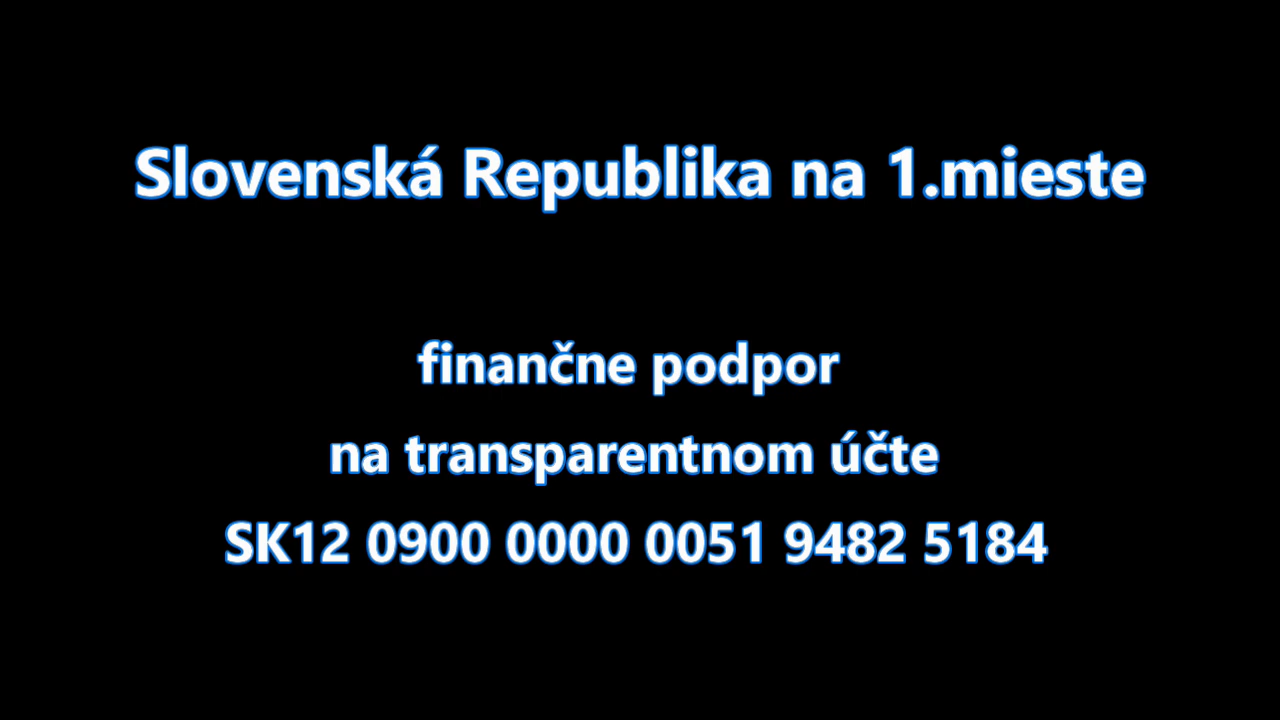 Slovenská Republika na 1.mieste
finančne podpor
na transparentnom účte
SK12 0900 0000 0051 9482 5184